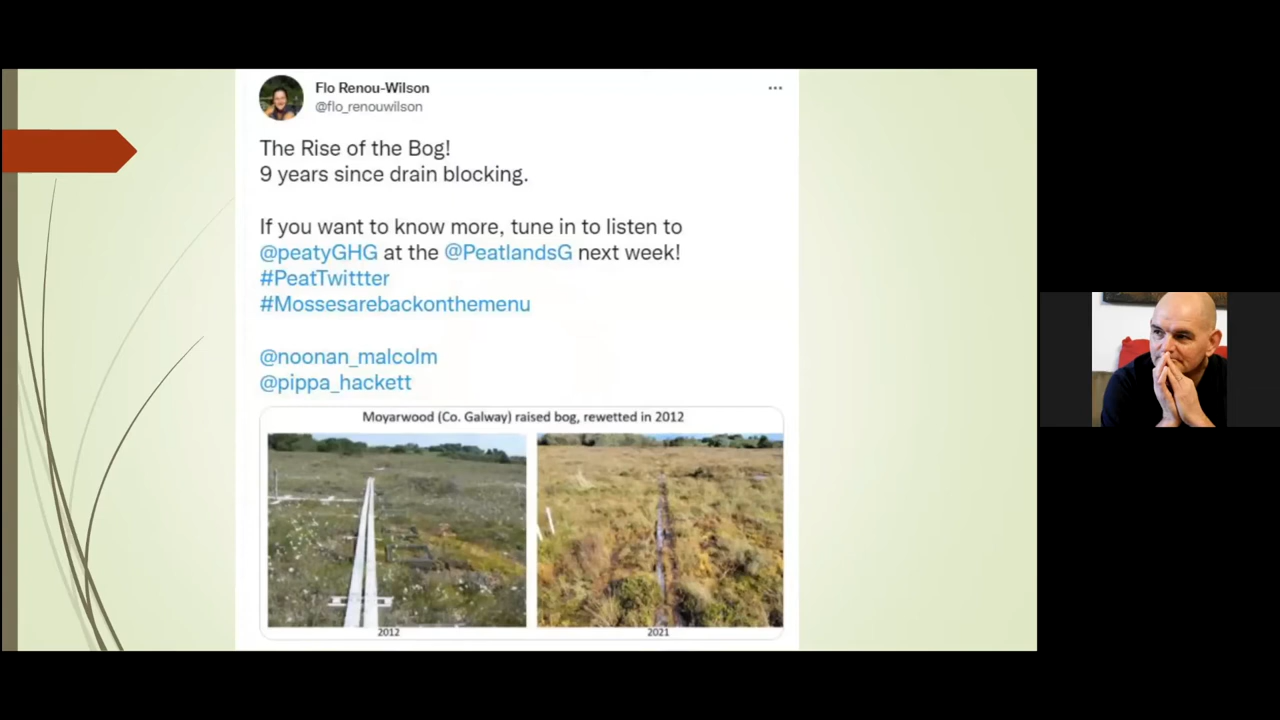 Flo Renou-Wilson
@flo_renouwilson
The Rise of the Bog!
9 years since drain blocking.
If you want to know more, tune in to listen to
@peatyGHG at the @PeatlandsG next week!
#PeatTwittter
#Mossesarebackonthemenu
@noonan_malcolm
@pippa_hackett
Moyarwood (Co. Galway) raised bog, rewetted in 2012
2012
2021